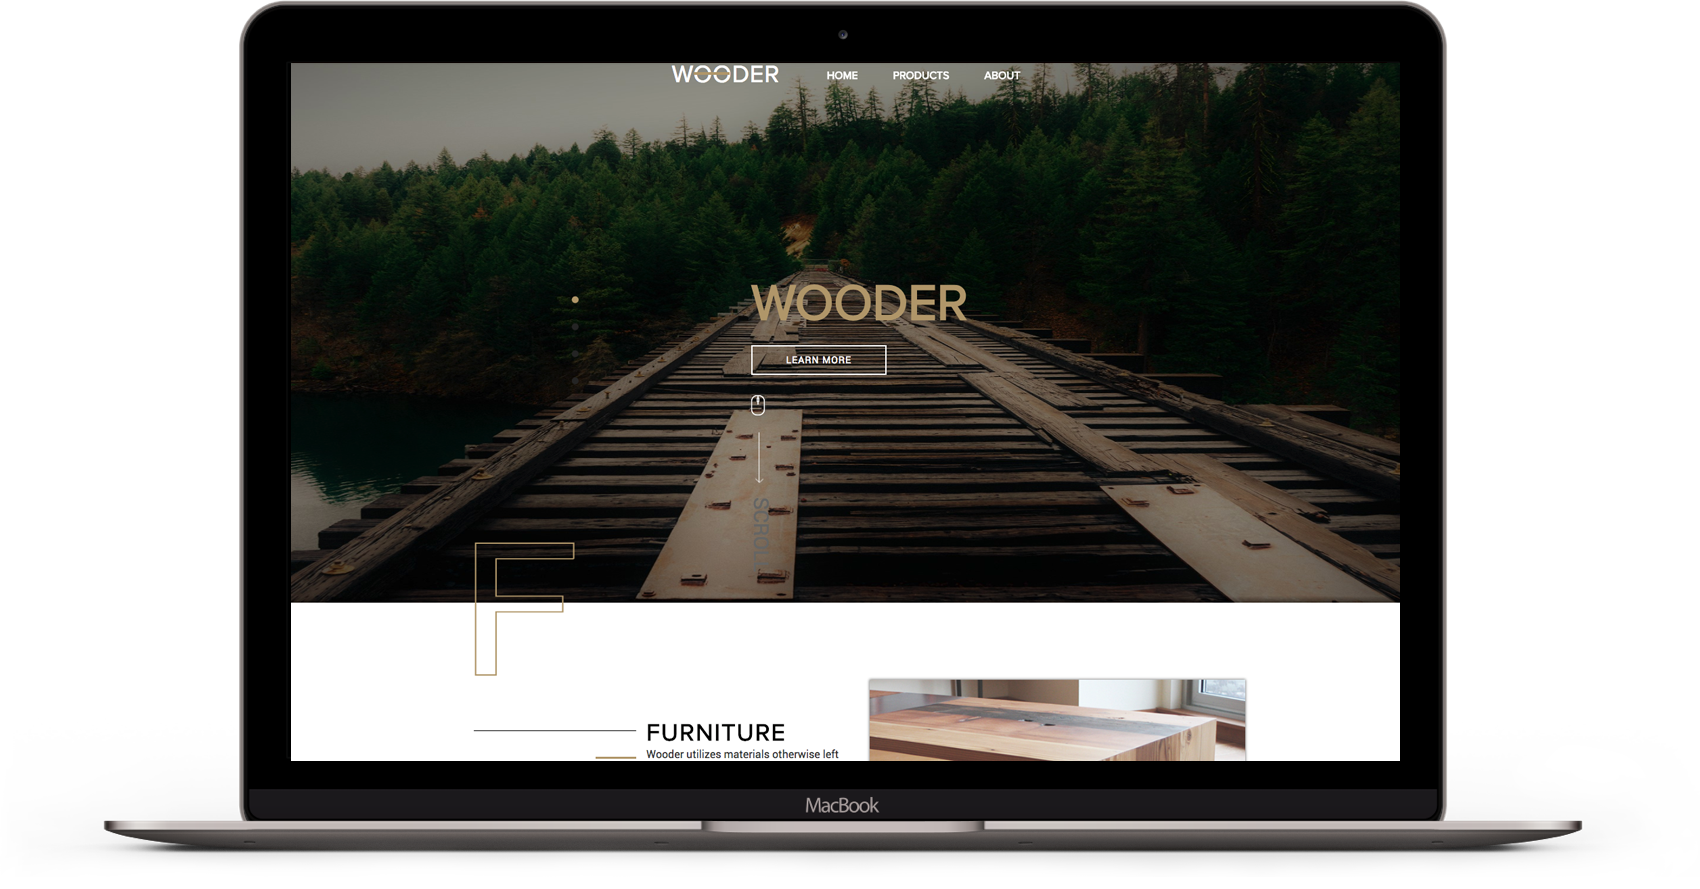 WOODER HOME PRODUCTS ABOUT
WOODER
LEARN MORE
SCROLL
F
FURNITURE
Wooder utilizes materials otherwise left
MacBook